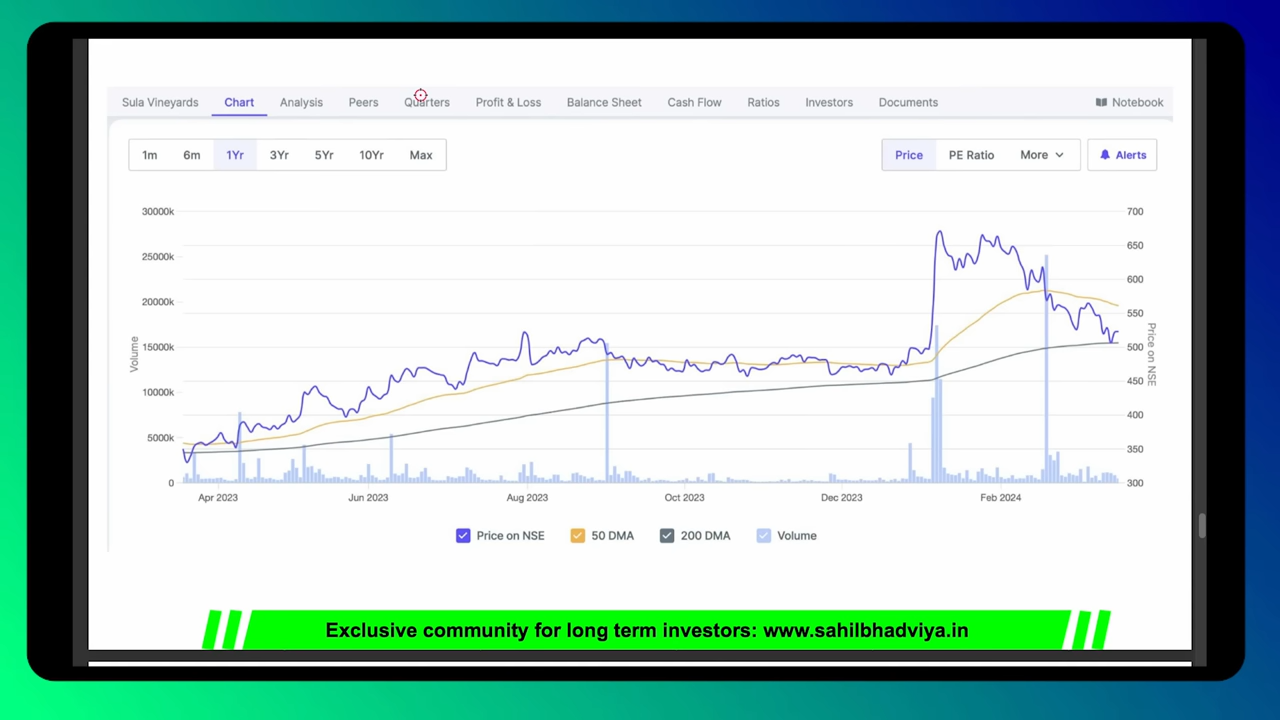 Sula Vineyards Chart Analysis Peers Quarters Profit & Loss Balance Sheet Cash Flow Ratios Investors Documents Notebook
1m 6m 1Yr 3Yr 5Yr 10Yr Max Price PE Ratio More Alerts
30000k 700
650
25000k
600
20000k
550
15000k 500
450
10000k
400
5000k
350
0 300
Volume
Price on NSE
Apr 2023 Jun 2023 Aug 2023 Oct 2023 Dec 2023 Feb 2024
Price on NSE 50 DMA 200 DMA Volume
Exclusive community for long term investors: www.sahilbhadviya.in